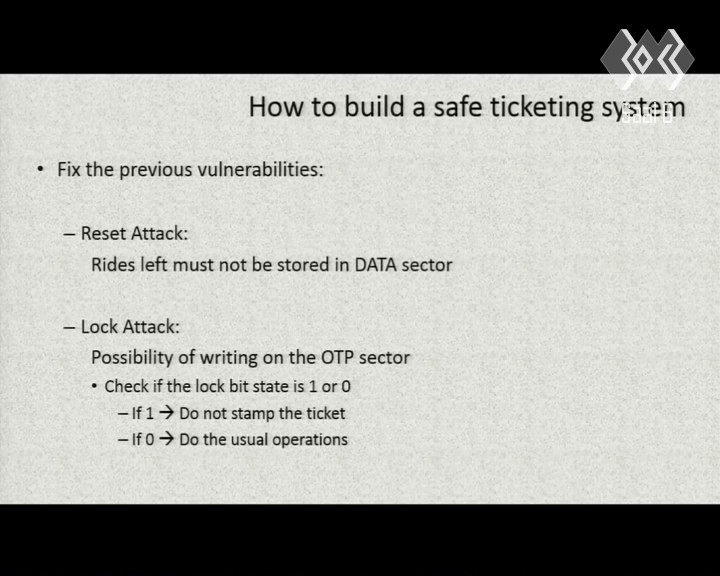 How to build a safe ticketing system
• Fix the previous vulnerabilities:
– Reset Attack:
Rides left must not be stored in DATA sector
– Lock Attack:
Possibility of writing on the OTP sector
• Check if the lock bit state is 1 or 0
– If 1 → Do not stamp the ticket
– If 0 → Do the usual operations